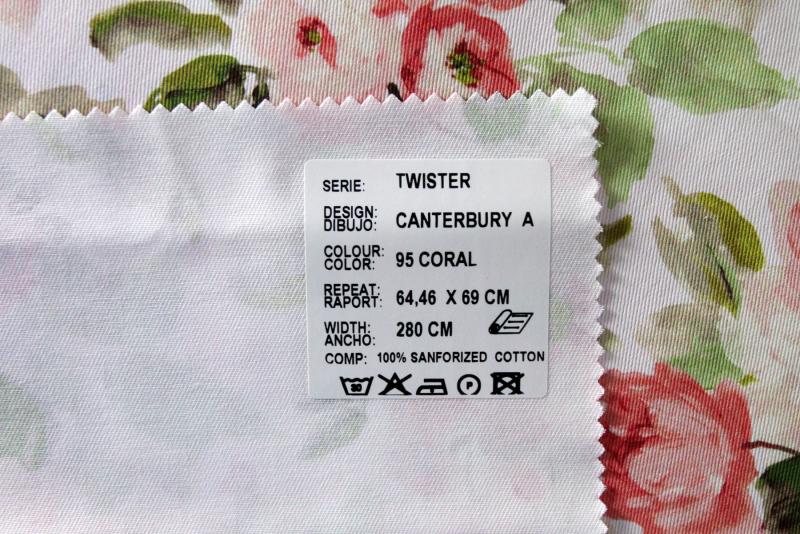 SERIE: TWISTER
DESIGN:
DIBUJO: CANTERBURY A
COLOUR:
COLOR: 95 CORAL
REPEAT:
RAPORT: 64,46 X 69 CM
WIDTH:
ANCHO: 280 CM
COMP: 100% SANFORIZED COTTON
30 P